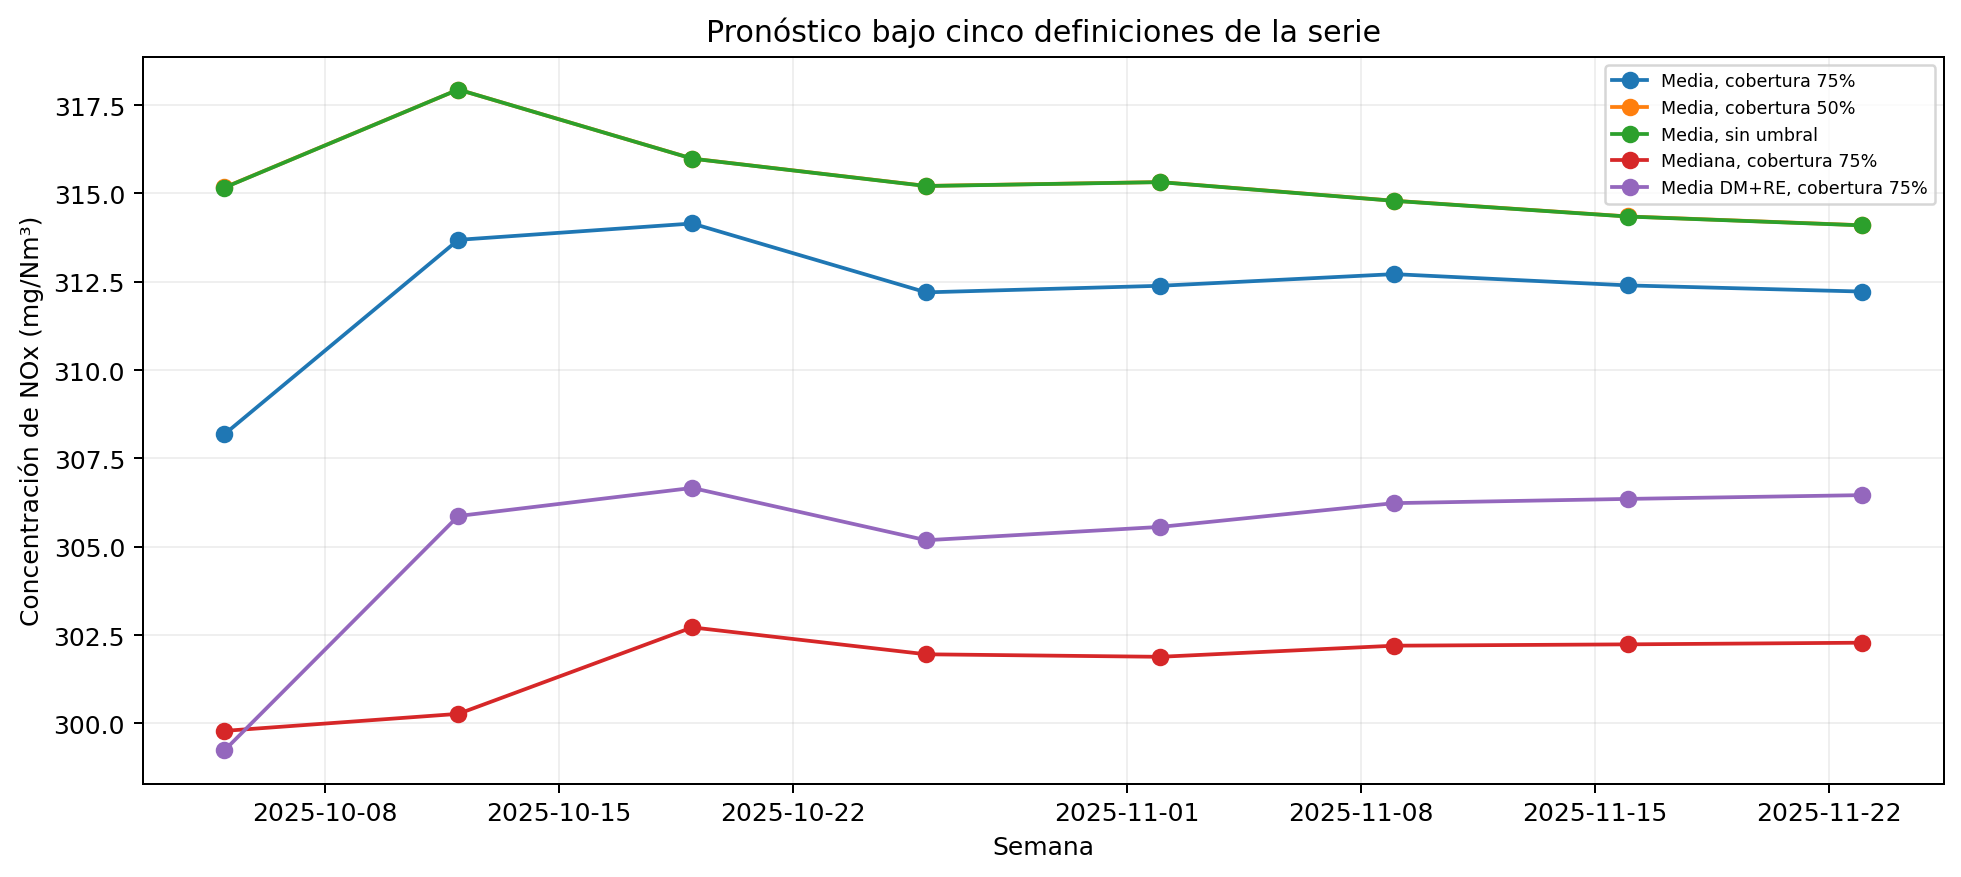 Pronóstico bajo cinco definiciones de la serie
Media, cobertura 75%
Media, cobertura 50%
Media, sin umbral
Mediana, cobertura 75%
Media DM+RE, cobertura 75%
Concentración de NOx (mg/Nm³)
317.5
315.0
312.5
310.0
307.5
305.0
302.5
300.0
2025-10-08
2025-10-15
2025-10-22
2025-11-01
2025-11-08
2025-11-15
2025-11-22
Semana